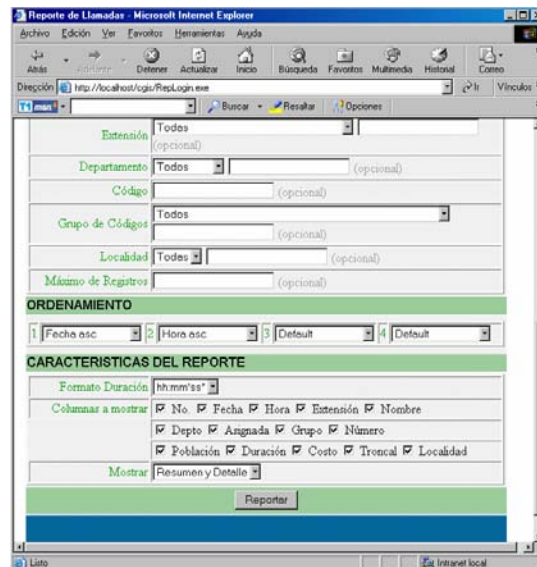 Reporte de Llamadas - Microsoft Internet Explorer
Archivo Edición Ver Favoritos Herramientas Ayuda
Atrás Adelante Detener Actualizar Inicio Búsqueda Favoritos Multimedia Historial Correo
Dirección http://localhost/cgis/RepLogin.exe Ir Vínculos
msn Buscar Resaltar Opciones
Extensión Todas
(opcional)
Departamento Todos (opcional)
Código (opcional)
Grupo de Códigos Todos
(opcional)
Localidad Todas (opcional)
Máximo de Registros (opcional)
ORDENAMIENTO
1 Fecha asc 2 Hora asc 3 Default 4 Default
CARACTERISTICAS DEL REPORTE
Formato Duración hh:mm'ss"
Columnas a mostrar No. Fecha Hora Extensión Nombre
Depto Asignada Grupo Número
Población Duración Costo Troncal Localidad
Mostrar Resumen y Detalle
Reportar
Listo Intranet local